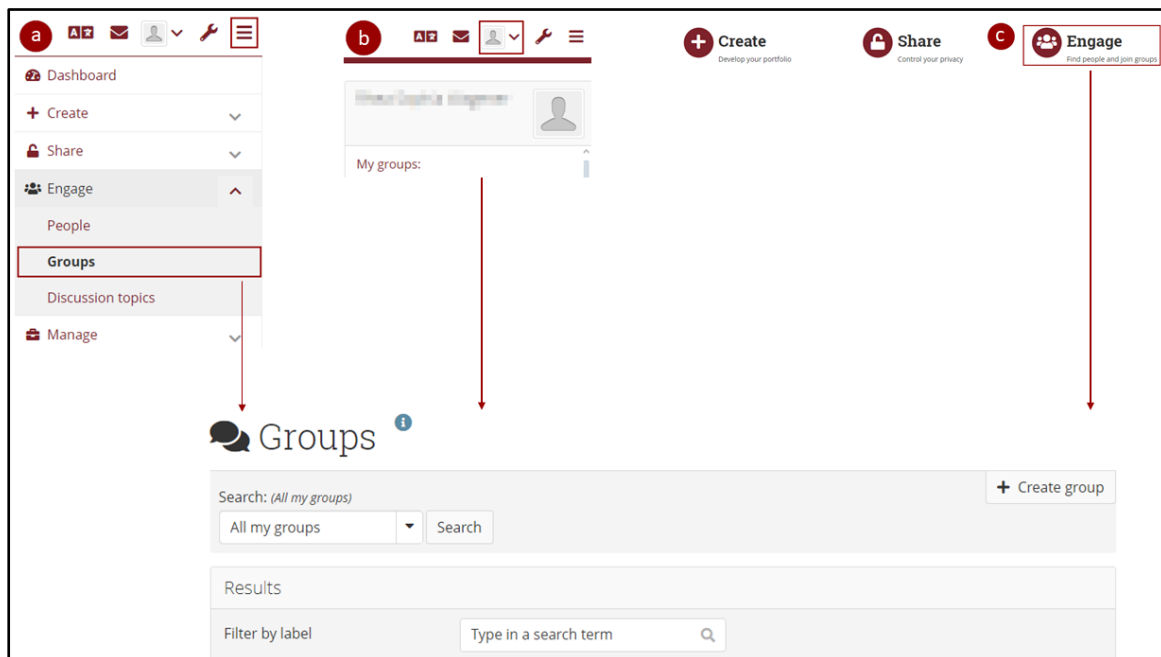 a
Dashboard
Create
Share
Engage
People
Groups
Discussion topics
Manage
b
My groups:
Create
Develop your portfolio
Share
Control your privacy
c
Engage
Find people and join groups
Groups
Search: (All my groups)
All my groups
Search
Create group
Results
Filter by label
Type in a search term